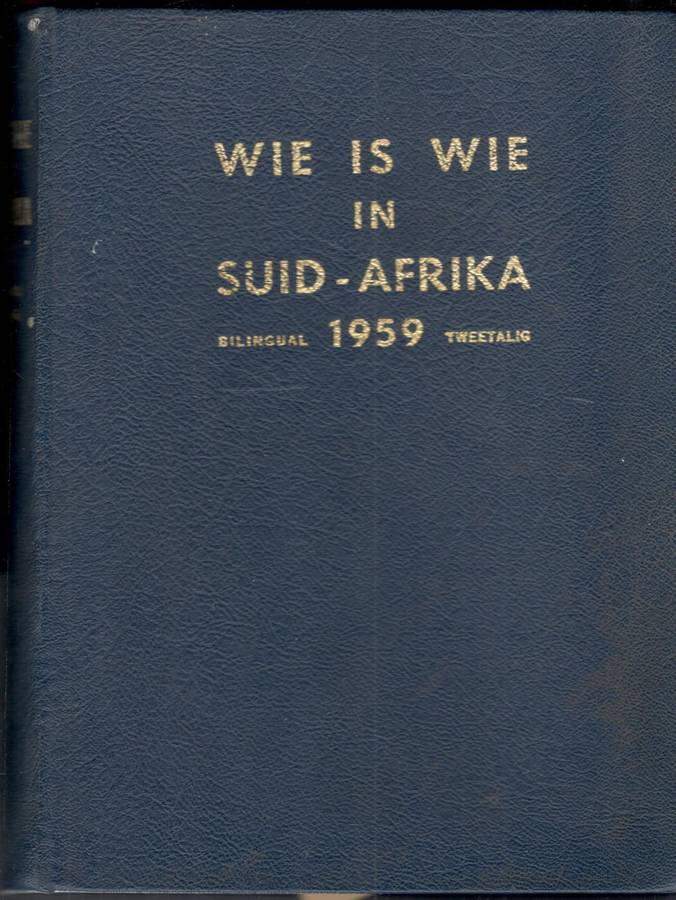 WIE IS WIE
IN
SUID-AFRIKA
BILINGUAL 1959 TWEETALIG